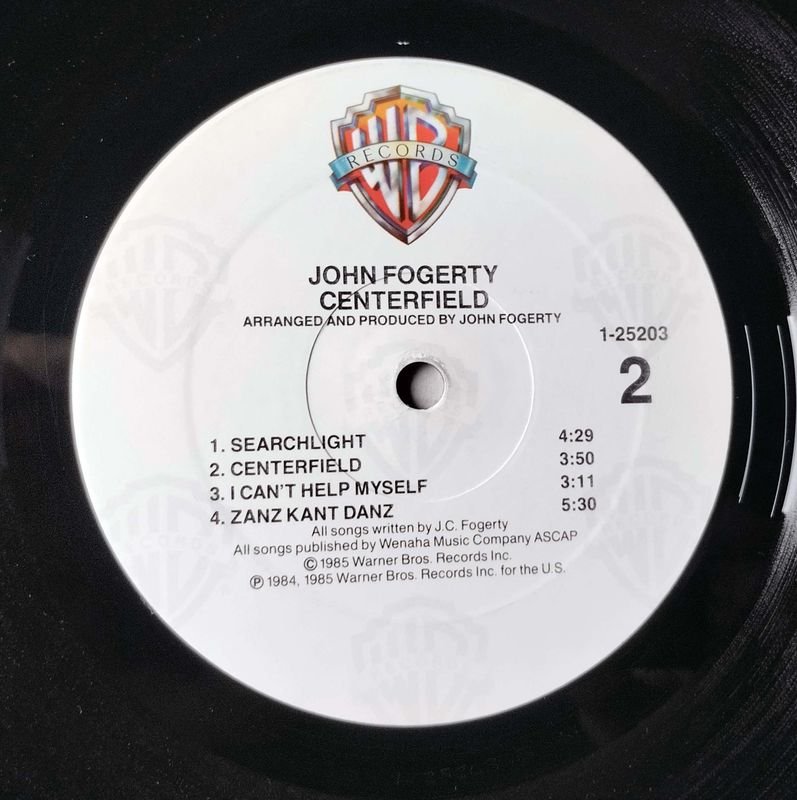 WB
RECORDS
JOHN FOGERTY
CENTERFIELD
ARRANGED AND PRODUCED BY JOHN FOGERTY
1-25203
2
1. SEARCHLIGHT 4:29
2. CENTERFIELD 3:50
3. I CAN'T HELP MYSELF 3:11
4. ZANZ KANT DANZ 5:30
All songs written by J.C. Fogerty
All songs published by Wenaha Music Company ASCAP
© 1985 Warner Bros. Records Inc.
℗ 1984, 1985 Warner Bros. Records Inc. for the U.S.